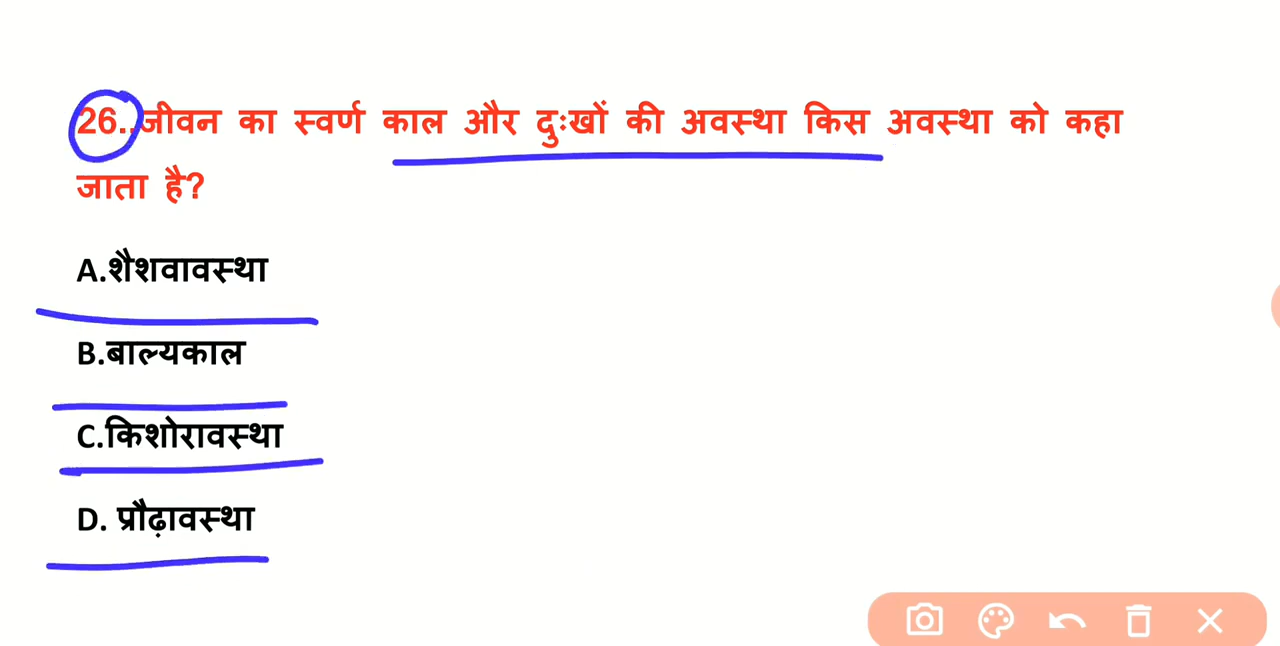 26..जीवन का स्वर्ण काल और दुःखों की अवस्था किस अवस्था को कहा
जाता है?
A.शैशवावस्था
B.बाल्यकाल
C.किशोरावस्था
D. प्रौढ़ावस्था